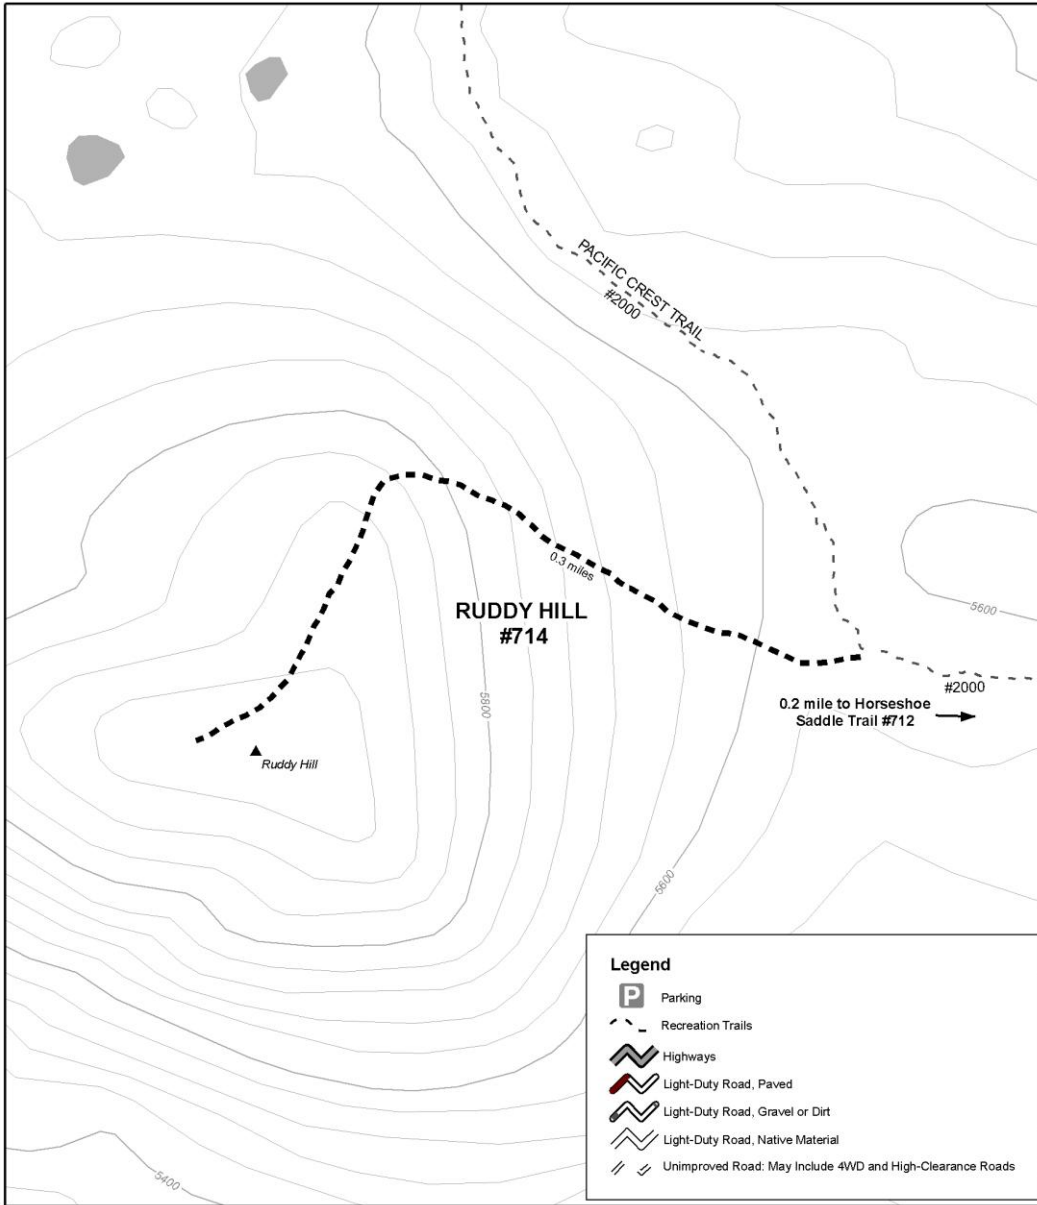 PACIFIC CREST TRAIL
#2000
0.3 miles
RUDDY HILL
#714
5600
#2000
0.2 mile to Horseshoe
Saddle Trail #712
5800
Ruddy Hill
5600
5400
Legend
P Parking
Recreation Trails
Highways
Light-Duty Road, Paved
Light-Duty Road, Gravel or Dirt
Light-Duty Road, Native Material
Unimproved Road: May Include 4WD and High-Clearance Roads